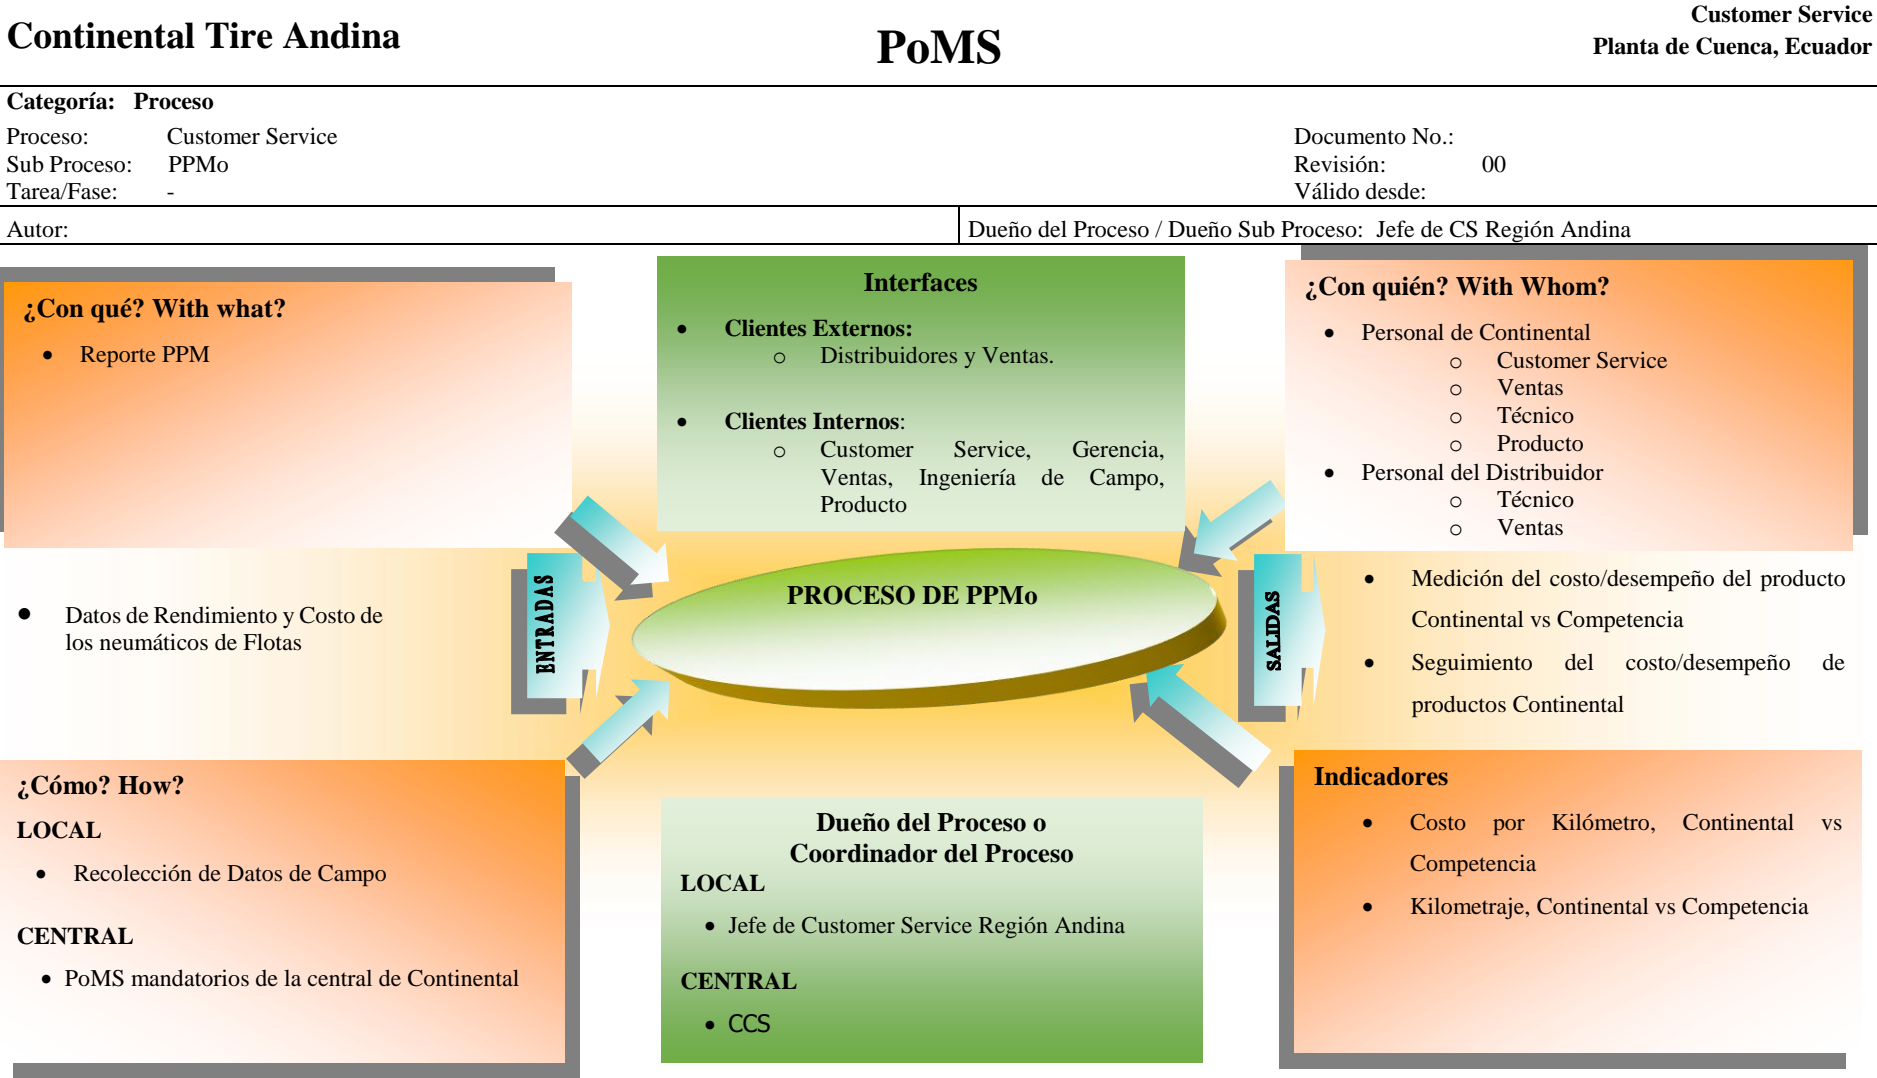 Continental Tire Andina
PoMS
Customer Service
Planta de Cuenca, Ecuador
Categoría: Proceso
Proceso: Customer Service
Sub Proceso: PPMo
Tarea/Fase: -
Documento No.:
Revisión: 00
Válido desde:
Autor:
Dueño del Proceso / Dueño Sub Proceso: Jefe de CS Región Andina
¿Con qué? With what?
• Reporte PPM
Interfaces
• Clientes Externos:
o Distribuidores y Ventas.
• Clientes Internos:
o Customer Service, Gerencia,
Ventas, Ingeniería de Campo,
Producto
¿Con quién? With Whom?
• Personal de Continental
o Customer Service
o Ventas
o Técnico
o Producto
• Personal del Distribuidor
o Técnico
o Ventas
• Datos de Rendimiento y Costo de
los neumáticos de Flotas
ENTRADAS
PROCESO DE PPMo
SALIDAS
• Medición del costo/desempeño del producto
Continental vs Competencia
• Seguimiento del costo/desempeño de
productos Continental
¿Cómo? How?
LOCAL
• Recolección de Datos de Campo
CENTRAL
• PoMS mandatorios de la central de Continental
Dueño del Proceso o
Coordinador del Proceso
LOCAL
• Jefe de Customer Service Región Andina
CENTRAL
• CCS
Indicadores
• Costo por Kilómetro, Continental vs
Competencia
• Kilometraje, Continental vs Competencia